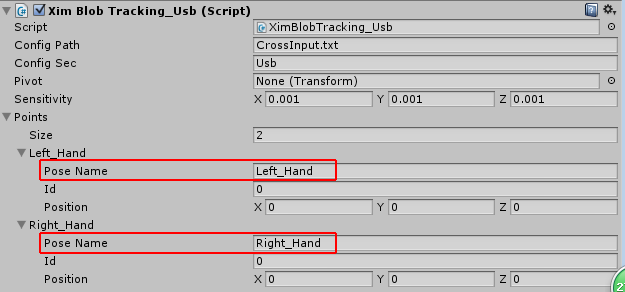 Xim Blob Tracking_Usb (Script)
Script XimBlobTracking_Usb
Config Path CrossInput.txt
Config Sec Usb
Pivot None (Transform)
Sensitivity X 0.001 Y 0.001 Z 0.001
Points
Size 2
Left_Hand
Pose Name Left_Hand
Id 0
Position X 0 Y 0 Z 0
Right_Hand
Pose Name Right_Hand
Id 0
Position X 0 Y 0 Z 0